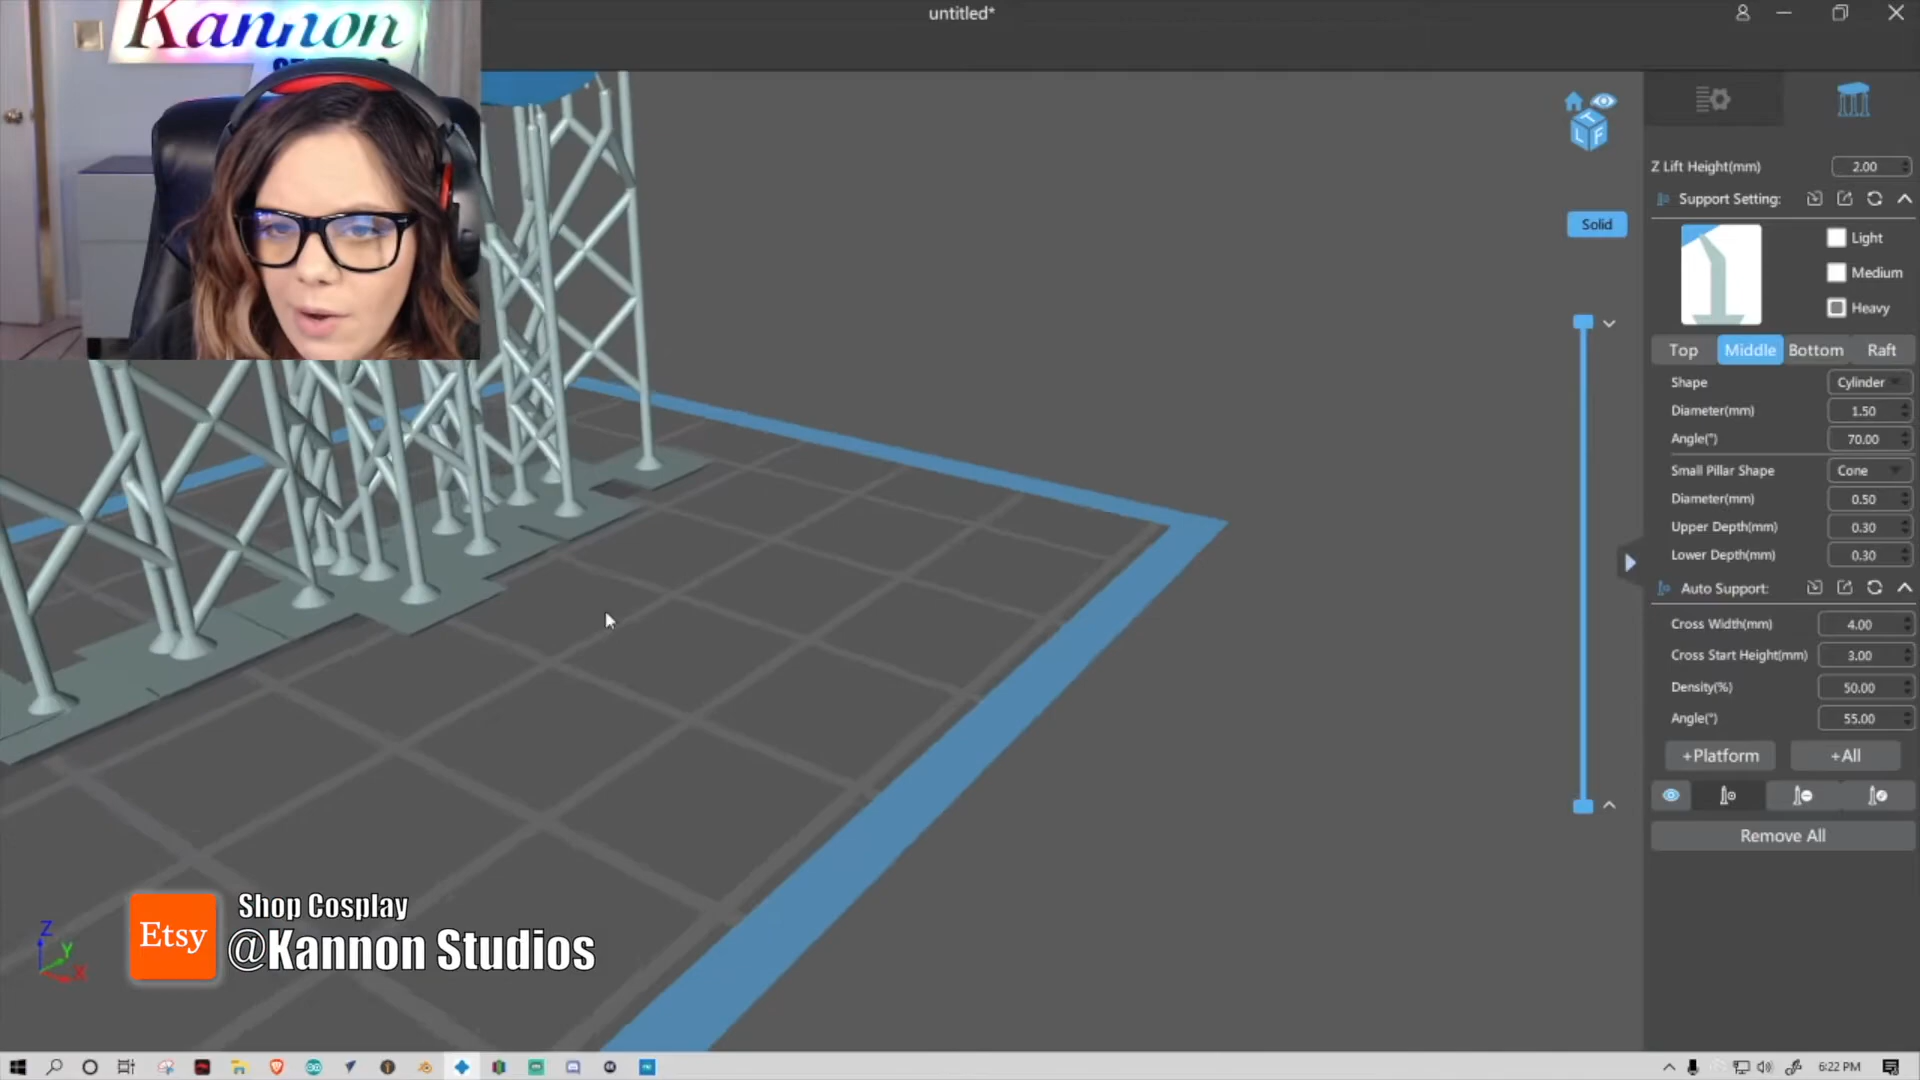 untitled*
Kannon
Z Lift Height(mm) 2.00
Support Setting:
Light
Medium
Heavy
Solid
Top Middle Bottom Raft
Shape Cylinder
Diameter(mm) 1.50
Angle(°) 70.00
Small Pillar Shape Cone
Diameter(mm) 0.50
Upper Depth(mm) 0.30
Lower Depth(mm) 0.30
Auto Support:
Cross Width(mm) 4.00
Cross Start Height(mm) 3.00
Density(%) 50.00
Angle(°) 55.00
+Platform +All
Remove All
T
L F
Z
Y
X
Etsy
Shop Cosplay
@Kannon Studios
6:22 PM